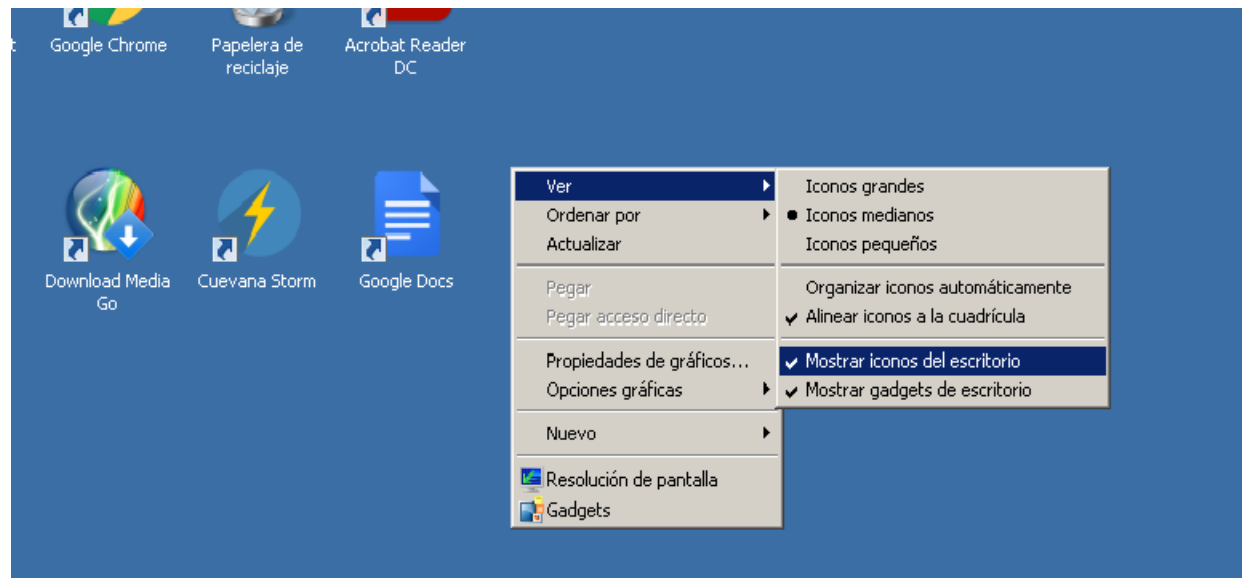 Google Chrome
Papelera de
reciclaje
Acrobat Reader
DC
Download Media
Go
Cuevana Storm
Google Docs
Ver
Ordenar por
Actualizar
Pegar
Pegar acceso directo
Propiedades de gráficos...
Opciones gráficas
Nuevo
Resolución de pantalla
Gadgets
Iconos grandes
Iconos medianos
Iconos pequeños
Organizar iconos automáticamente
Alinear iconos a la cuadrícula
Mostrar iconos del escritorio
Mostrar gadgets de escritorio